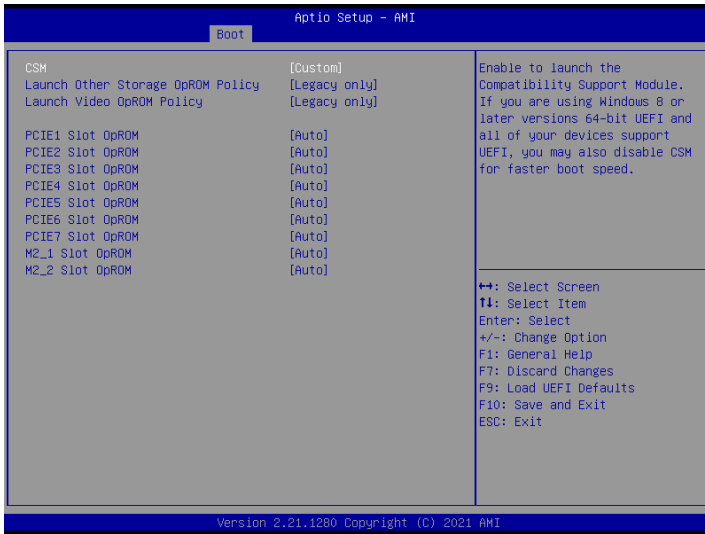 Aptio Setup – AMI
Boot
CSM [Custom]
Launch Other Storage OpROM Policy [Legacy only]
Launch Video OpROM Policy [Legacy only]
PCIE1 Slot OpROM [Auto]
PCIE2 Slot OpROM [Auto]
PCIE3 Slot OpROM [Auto]
PCIE4 Slot OpROM [Auto]
PCIE5 Slot OpROM [Auto]
PCIE6 Slot OpROM [Auto]
PCIE7 Slot OpROM [Auto]
M2_1 Slot OpROM [Auto]
M2_2 Slot OpROM [Auto]
Enable to launch the
Compatibility Support Module.
If you are using Windows 8 or
later versions 64-bit UEFI and
all of your devices support
UEFI, you may also disable CSM
for faster boot speed.
↔: Select Screen
↑↓: Select Item
Enter: Select
+/-: Change Option
F1: General Help
F7: Discard Changes
F9: Load UEFI Defaults
F10: Save and Exit
ESC: Exit
Version 2.21.1280 Copyright (C) 2021 AMI